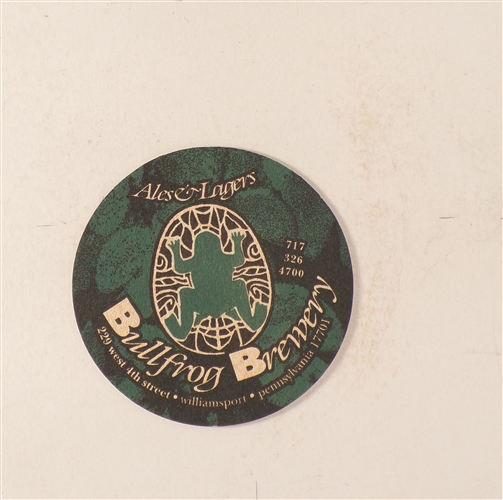 Ales & Lagers
717
326
4700
Bullfrog Brewery
229 west 4th street • williamsport • pennsylvania 17701